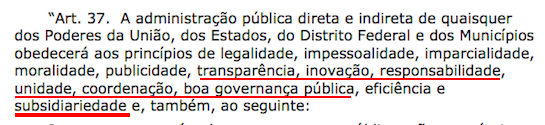 “Art. 37. A administração pública direta e indireta de quaisquer
dos Poderes da União, dos Estados, do Distrito Federal e dos Municípios
obedecerá aos princípios de legalidade, impessoalidade, imparcialidade,
moralidade, publicidade, transparência, inovação, responsabilidade,
unidade, coordenação, boa governança pública, eficiência e
subsidiariedade e, também, ao seguinte: